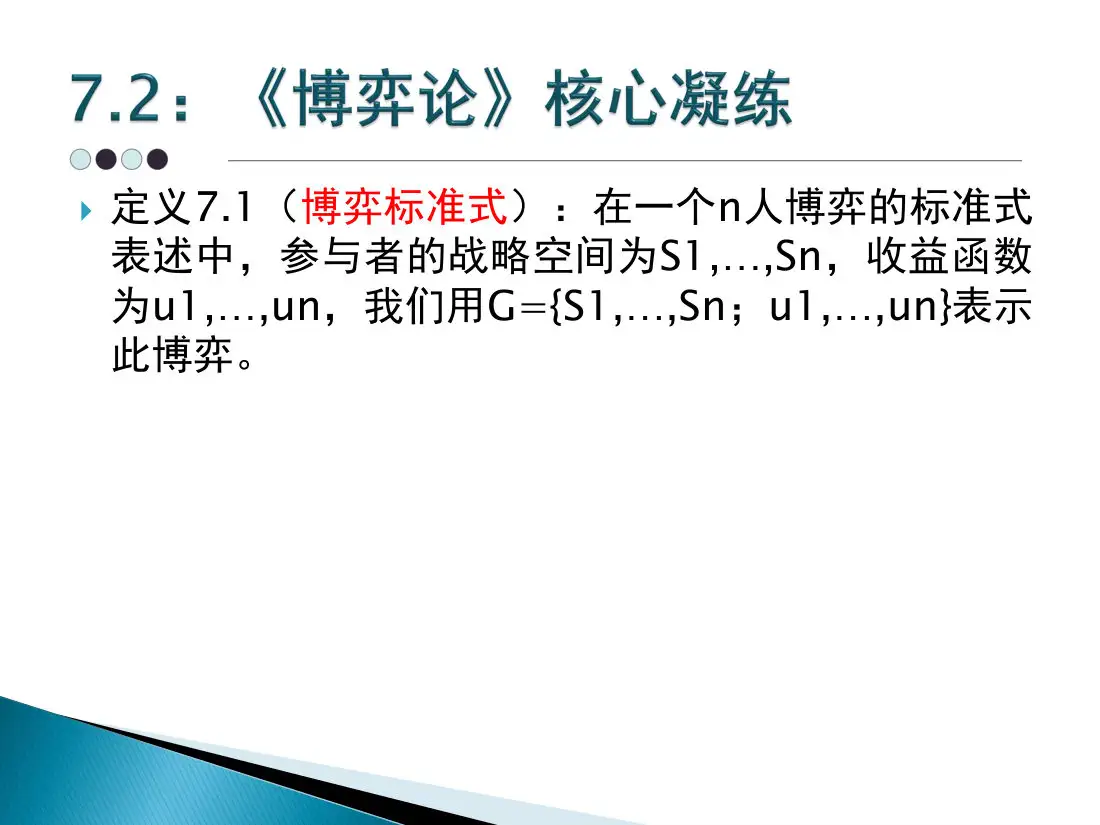 7.2：《博弈论》核心凝练
定义7.1（博弈标准式）：在一个n人博弈的标准式
表述中，参与者的战略空间为S1,…,Sn，收益函数
为u1,…,un，我们用G={S1,…,Sn；u1,…,un}表示
此博弈。